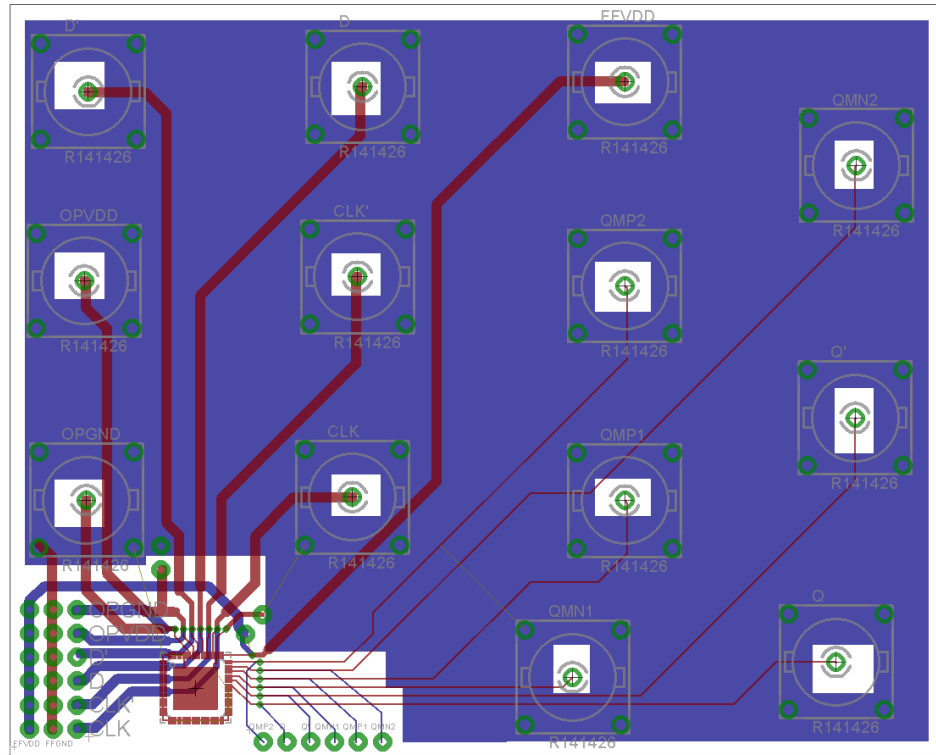 D'
D
FFVDD
QMN2
R141426
R141426
R141426
R141426
OPVDD
CLK'
QMP2
R141426
R141426
R141426
Q'
OPGND
CLK
QMP1
R141426
R141426
R141426
R141426
QMN1
Q
OPGND
OPVDD
D'
D
CLK'
CLK
R141426
R141426
QMP2 Q Q' QMN1 QMP1 QMN2
FFVDD FFGND